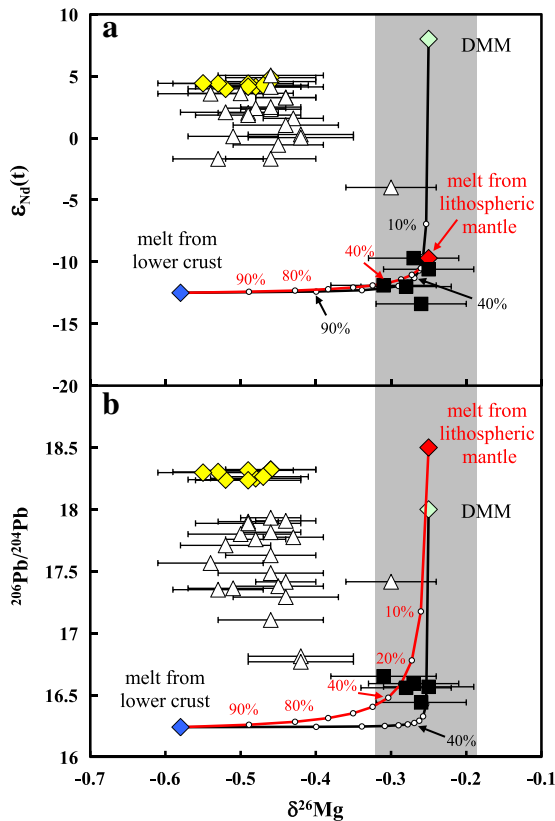 a
10
5
0
-5
-10
-15
-20
εNd(t)
DMM
10%
melt from
lithospheric
mantle
melt from
lower crust
40%
90%
80%
40%
90%
b
18.5
18
17.5
17
16.5
16
206Pb/204Pb
melt from
lithospheric
mantle
DMM
10%
20%
melt from
lower crust
40%
90%
80%
40%
-0.7
-0.6
-0.5
-0.4
-0.3
-0.2
-0.1
δ26Mg